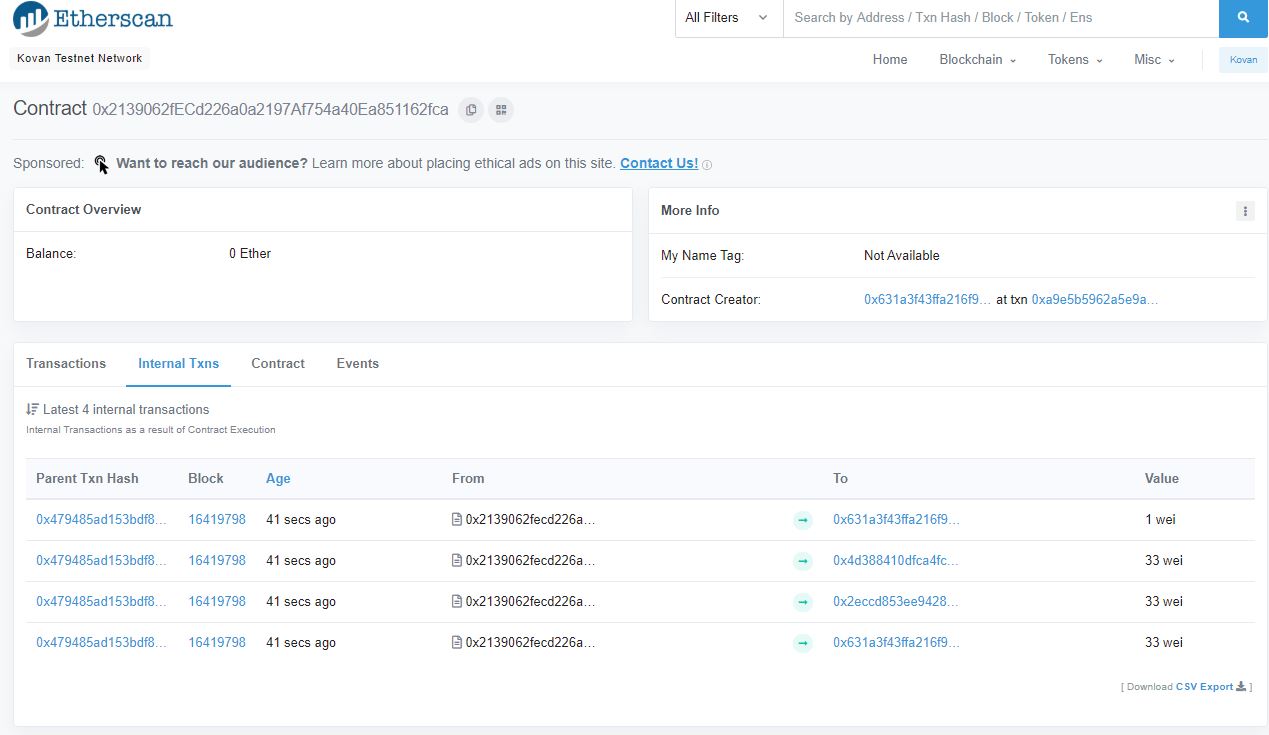 Etherscan
All Filters
Search by Address / Txn Hash / Block / Token / Ens
Kovan Testnet Network
Home Blockchain Tokens Misc Kovan
Contract 0x2139062fECd226a0a2197Af754a40Ea851162fca
Sponsored: Want to reach our audience? Learn more about placing ethical ads on this site. Contact Us!
Contract Overview
Balance: 0 Ether
More Info
My Name Tag: Not Available
Contract Creator: 0x631a3f43ffa216f9... at txn 0xa9e5b5962a5e9a...
Transactions Internal Txns Contract Events
Latest 4 internal transactions
Internal Transactions as a result of Contract Execution
Parent Txn Hash Block Age From To Value
0x479485ad153bdf8... 16419798 41 secs ago 0x2139062fecd226a... 0x631a3f43ffa216f9... 1 wei
0x479485ad153bdf8... 16419798 41 secs ago 0x2139062fecd226a... 0x4d388410dfca4fc... 33 wei
0x479485ad153bdf8... 16419798 41 secs ago 0x2139062fecd226a... 0x2eccd853ee9428... 33 wei
0x479485ad153bdf8... 16419798 41 secs ago 0x2139062fecd226a... 0x631a3f43ffa216f9... 33 wei
[ Download CSV Export ]